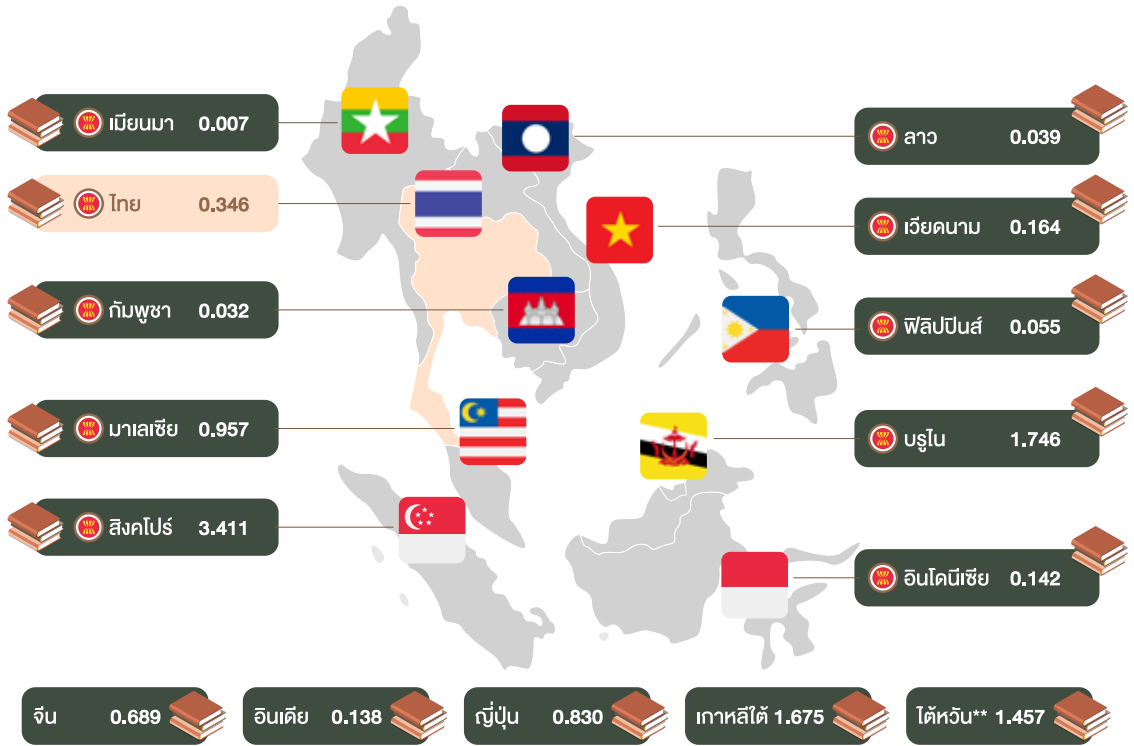 เมียนมา 0.007
ไทย 0.346
กัมพูชา 0.032
มาเลเซีย 0.957
สิงคโปร์ 3.411
ลาว 0.039
เวียดนาม 0.164
ฟิลิปปินส์ 0.055
บรูไน 1.746
อินโดนีเซีย 0.142
จีน 0.689
อินเดีย 0.138
ญี่ปุ่น 0.830
เกาหลีใต้ 1.675
ไต้หวัน** 1.457